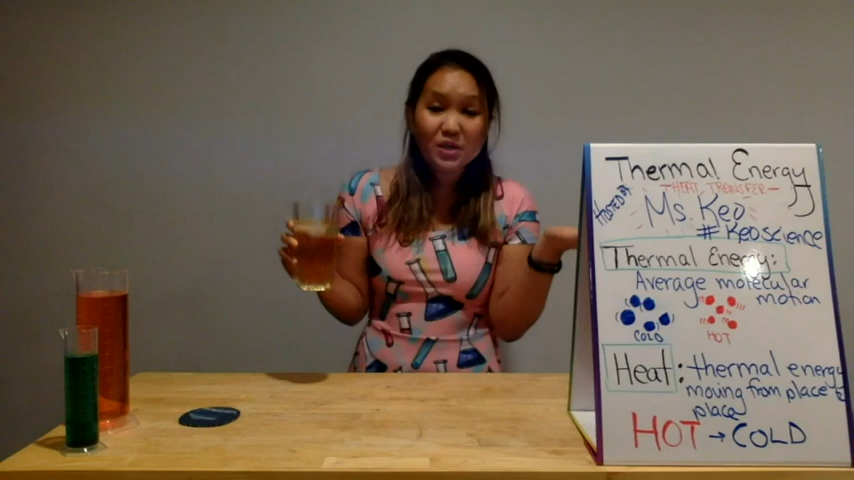 Thermal Energy
-HEAT TRANSFER-
HOSTED BY
Ms. Keo
#Keoscience
Thermal Energy:
Average molecular
motion
COLD HOT
Heat: thermal energy
moving from place to
place
HOT → COLD